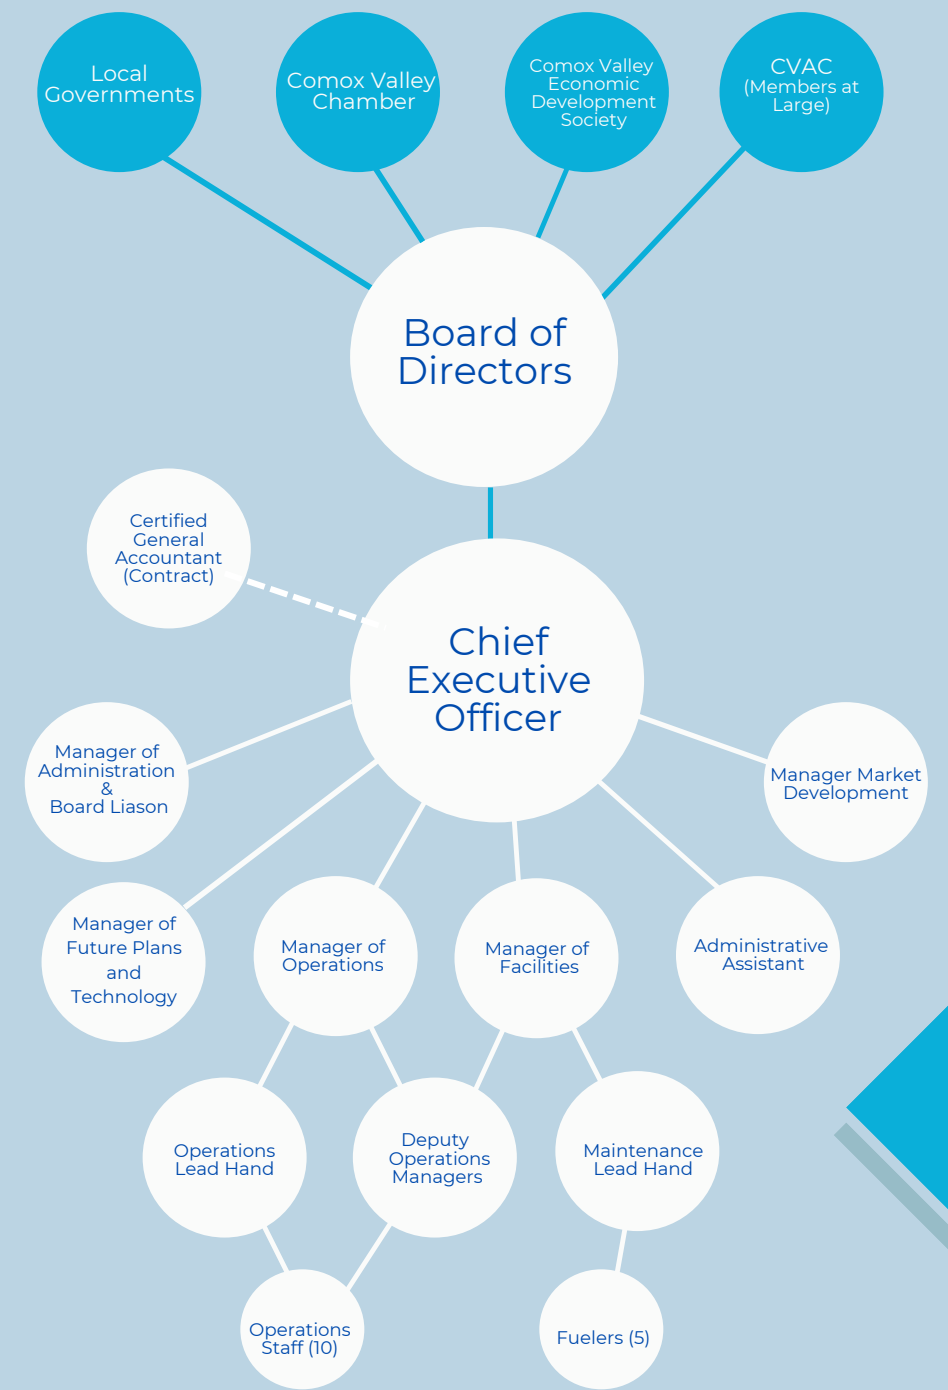 Local
Governments
Comox Valley
Chamber
Comox Valley
Economic
Development
Society
CVAC
(Members at
Large)
Board of
Directors
Certified
General
Accountant
(Contract)
Chief
Executive
Officer
Manager of
Administration
&
Board Liason
Manager Market
Development
Manager of
Future Plans
and
Technology
Manager of
Operations
Manager of
Facilities
Administrative
Assistant
Operations
Lead Hand
Deputy
Operations
Managers
Maintenance
Lead Hand
Operations
Staff (10)
Fuelers (5)